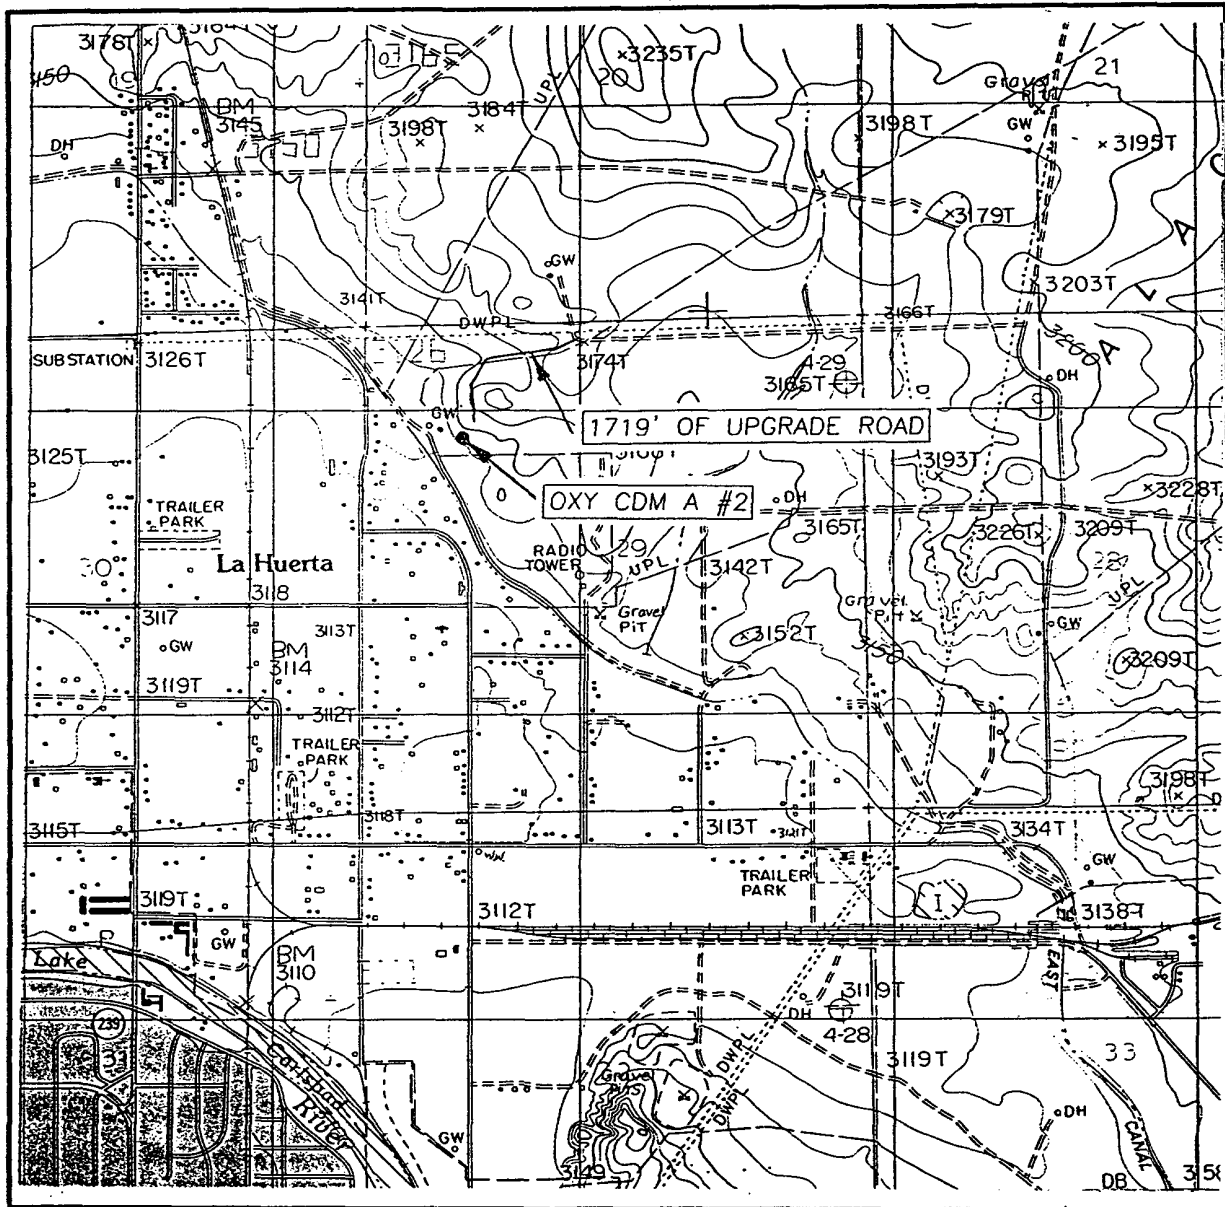 3178T
3235T
20
21
Gravel
450
UPL
BM
3145
3184T
3198T
3198T
GW
3195T
DH
3179T
A
GW
L
3203T
3141T
DWPL
3166T
3260
A
SUBSTATION
3126T
3174T
4-29
3165T
DH
GW
1719' OF UPGRADE ROAD
3125T
3193T
OXY CDM A #2
DH
3228T
TRAILER
PARK
3165T
3226T
3209T
30
La Huerta
RADIO
TOWER
29
UPL
3142T
UPL
3118
3117
Gravel
PIT
Gravel
Pit
GW
3113T
3152T
GW
BM
3114
3209T
3119T
3112T
TRAILER
PARK
3198T
3115T
3118T
3113T
3121T
3134T
GW
TRAILER
PARK
3119T
3112T
3138T
GW
BM
3110
Lake
EAST
3119T
DH
239
4-28
3119T
33
Carlsbad
River
DWPL
Gravel
Pits
DWPL
DH
GW
CANAL
3149
DB